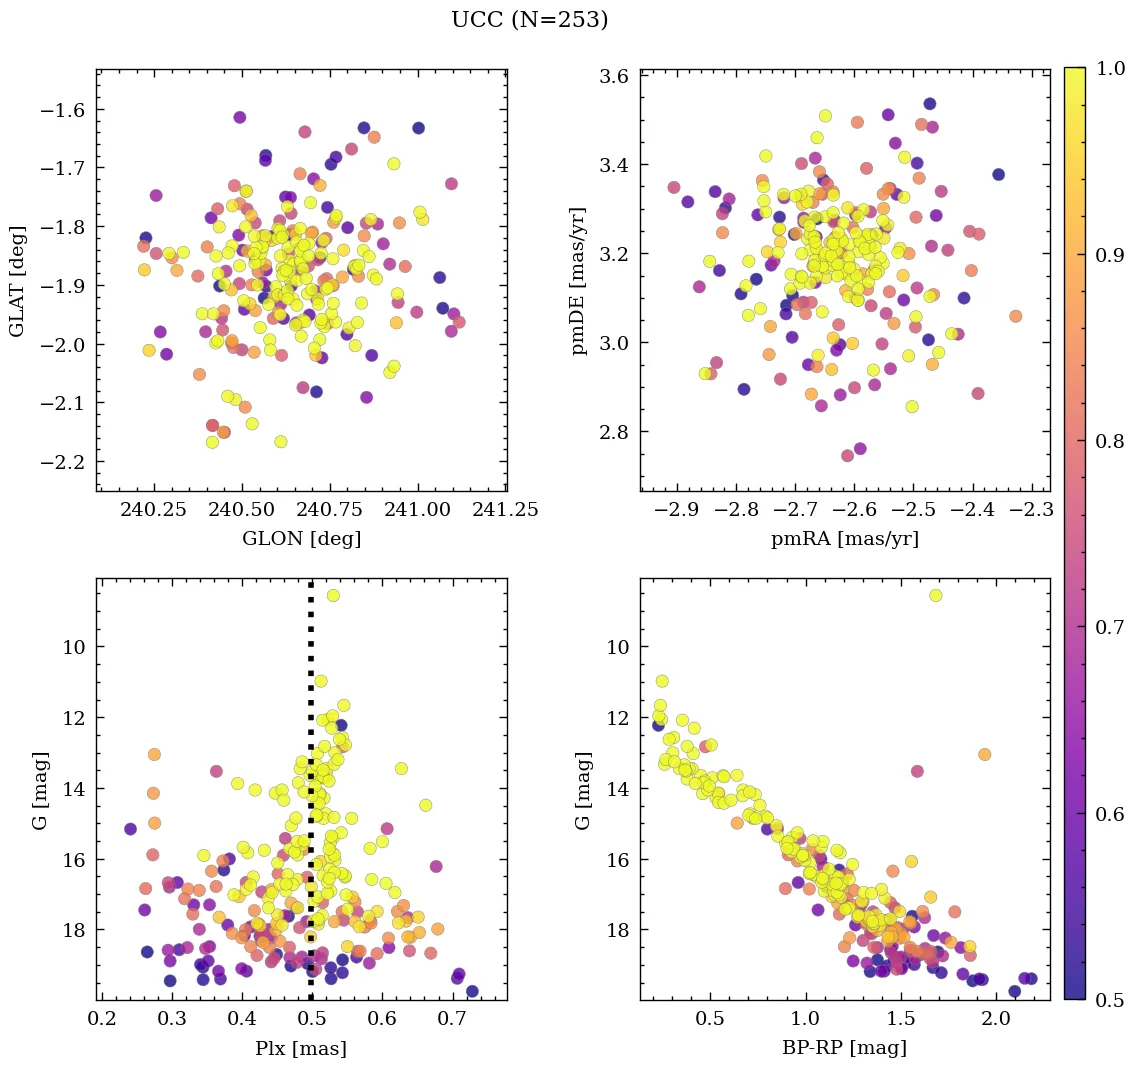 UCC (N=253)
−1.6
−1.7
−1.8
−1.9
−2.0
−2.1
−2.2
GLAT [deg]
240.25 240.50 240.75 241.00 241.25
GLON [deg]
3.6
3.4
3.2
3.0
2.8
pmDE [mas/yr]
−2.9 −2.8 −2.7 −2.6 −2.5 −2.4 −2.3
pmRA [mas/yr]
10
12
14
16
18
G [mag]
0.2 0.3 0.4 0.5 0.6 0.7
Plx [mas]
10
12
14
16
18
G [mag]
0.5 1.0 1.5 2.0
BP-RP [mag]
1.0
0.9
0.8
0.7
0.6
0.5